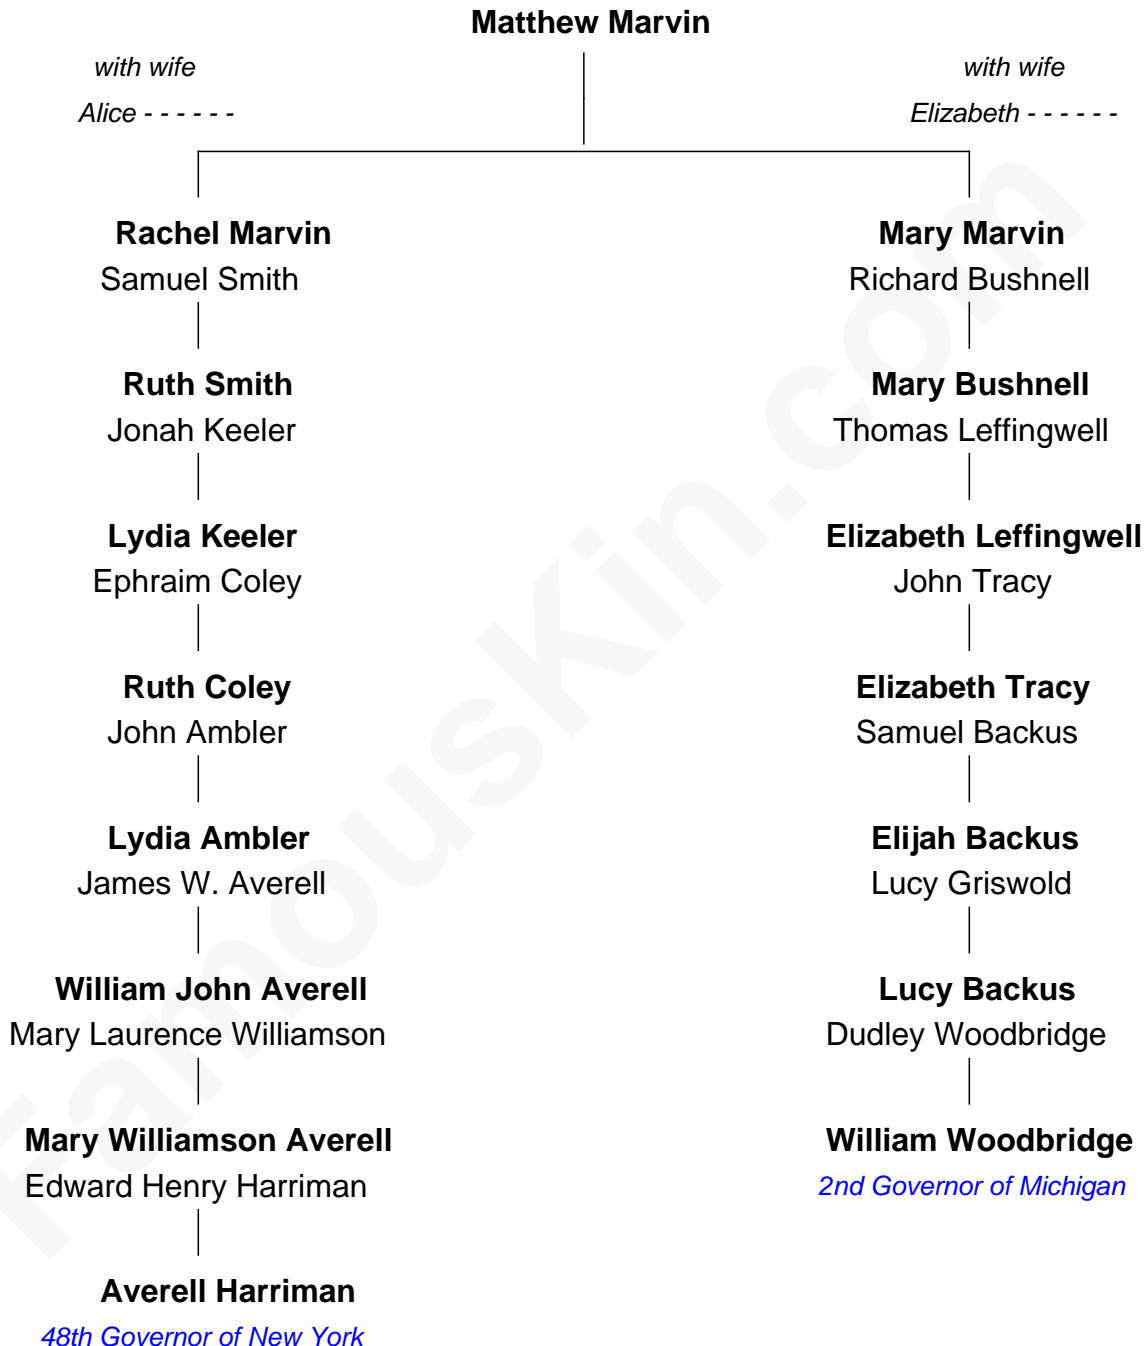 Matthew Marvin
with wife
Alice - - - - - -
with wife
Elizabeth - - - - - -
Rachel Marvin
Samuel Smith
Ruth Smith
Jonah Keeler
Lydia Keeler
Ephraim Coley
Ruth Coley
John Ambler
Lydia Ambler
James W. Averell
William John Averell
Mary Laurence Williamson
Mary Williamson Averell
Edward Henry Harriman
Averell Harriman
48th Governor of New York
Mary Marvin
Richard Bushnell
Mary Bushnell
Thomas Leffingwell
Elizabeth Leffingwell
John Tracy
Elizabeth Tracy
Samuel Backus
Elijah Backus
Lucy Griswold
Lucy Backus
Dudley Woodbridge
William Woodbridge
2nd Governor of Michigan
FamousKin.com